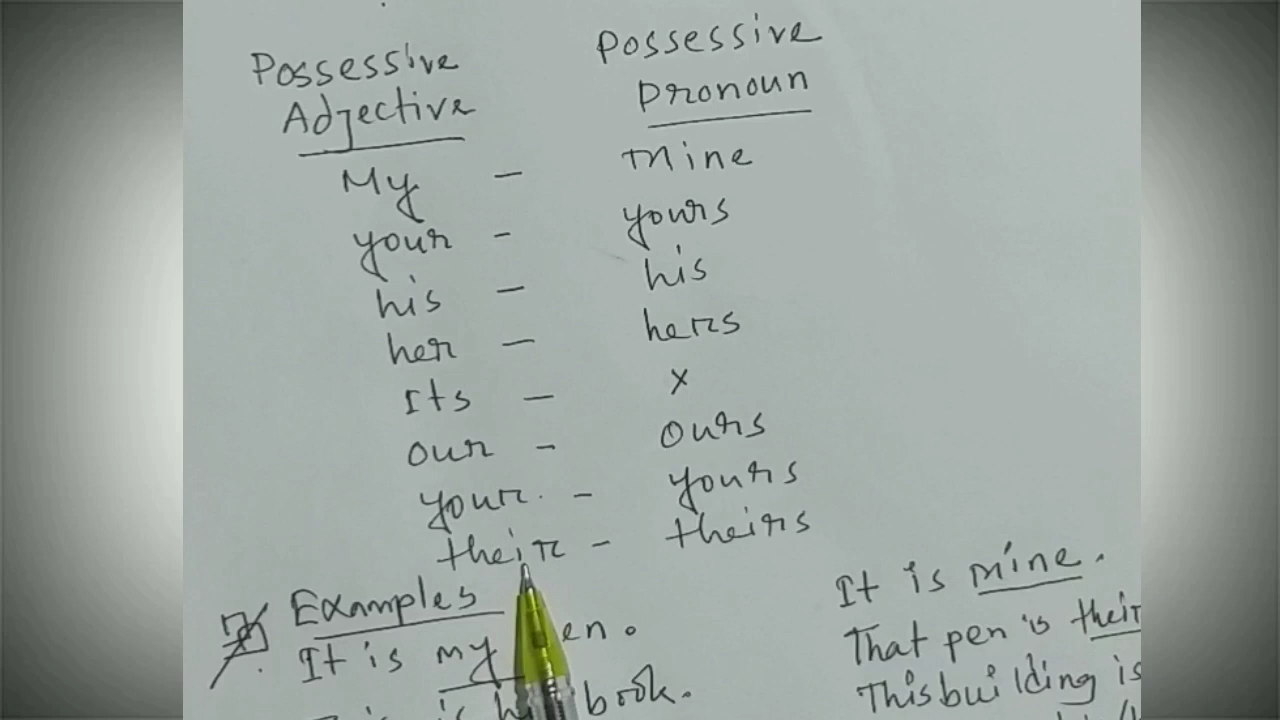 Possessive Possessive
Adjective Pronoun
My - mine
your - yours
his - his
her - hers
Its - x
our - ours
your - yours
their - theirs
Examples
It is my en.
book.
It is mine.
That pen is their
This building is